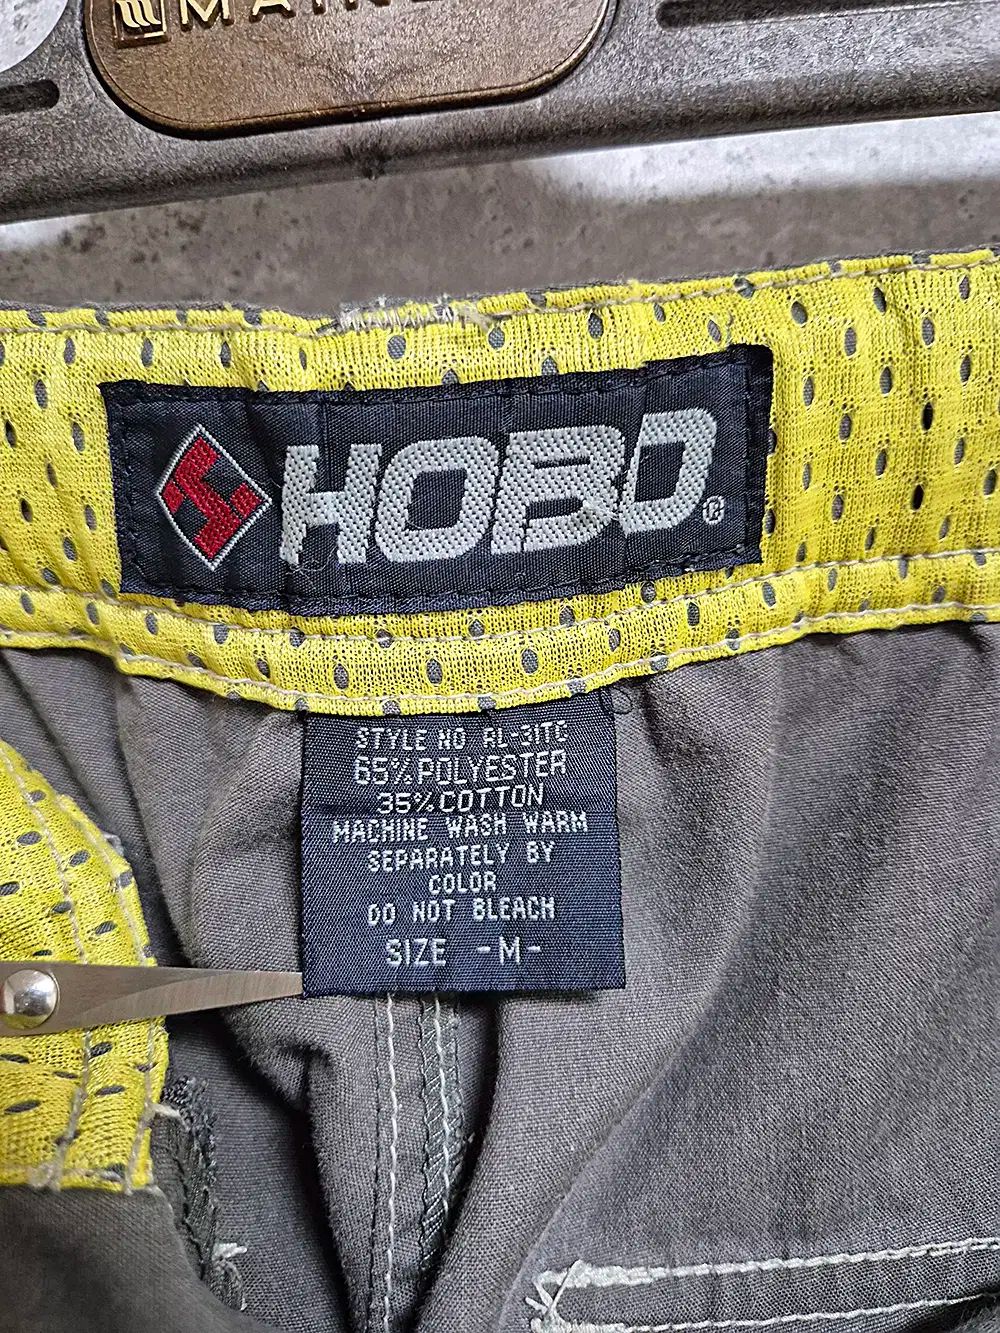 HOBO®
STYLE NO RL-31TC
65% POLYESTER
35% COTTON
MACHINE WASH WARM
SEPARATELY BY
COLOR
DO NOT BLEACH
SIZE -M-